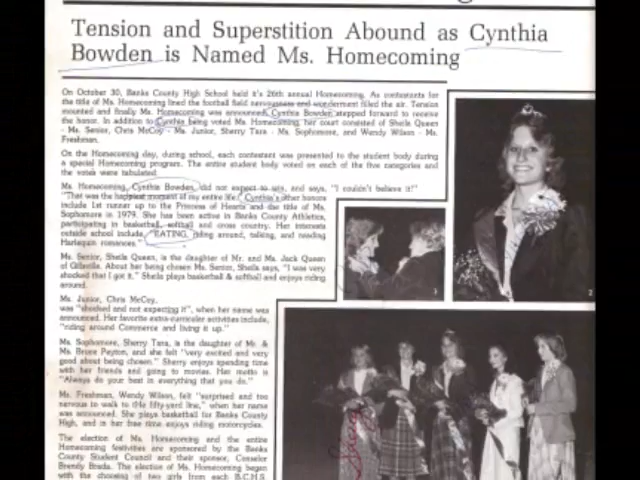 Tension and Superstition Abound as Cynthia
Bowden is Named Ms. Homecoming
On October 30, Banks County High School held it's 26th annual Homecoming. As contestants for
the title of Ms. Homecoming lined the football field nervousness and wonderment filled the air. Tension
mounted and finally Ms. Homecoming was announced, Cynthia Bowden stepped forward to receive
the honor. In addition to Cynthia being voted Ms. Homecoming, her court consisted of Sheila Queen
- Ms. Senior, Chris McCoy - Ms. Junior, Sherry Tara - Ms. Sophomore, and Wendy Wilson - Ms.
Freshman.
On the Homecoming day, during school, each contestant was presented to the student body during
a special Homecoming program. The entire student body voted on each of the five categories and
the votes were tabulated.
Ms. Homecoming, Cynthia Bowden, did not expect to win, and says, "I couldn't believe it!"
"That was the happiest moment of my entire life." Cynthia's other honors
include 1st runner up to the Princess of Hearts and the title of Ms.
Sophomore in 1979. She has been active in Banks County Athletics,
participating in basketball, softball and cross country. Her interests
outside school include, "EATING, riding around, talking, and reading
Harlequin romances."
Ms. Senior, Sheila Queen, is the daughter of Mr. and Ms. Jack Queen
of Gillsville. About her being chosen Ms. Senior, Sheila says, "I was very
shocked that I got it." Sheila plays basketball & softball and enjoys riding
around.
Ms. Junior, Chris McCoy,
was "shocked and not expecting it", when her name was
announced. Her favorite extra-curricular activities include,
"riding around Commerce and living it up."
Ms. Sophomore, Sherry Tara, is the daughter of Mr. &
Ms. Bruce Peyton, and she felt "very excited and very
good about being chosen." Sherry enjoys spending time
with her friends and going to movies. Her motto is
"Always do your best in everything that you do."
Ms. Freshman, Wendy Wilson, felt "surprised and too
nervous to walk to the fifty-yard line," when her name
was announced. She plays basketball for Banks County
High, and in her free time enjoys riding motorcycles.
The election of Ms. Homecoming and the entire
Homecoming festivities are sponsored by the Banks
County Student Council and their sponsor, Conselor
Brendy Brada. The election of Ms. Homecoming began
with the choosing of two girls from each B.C.H.S.